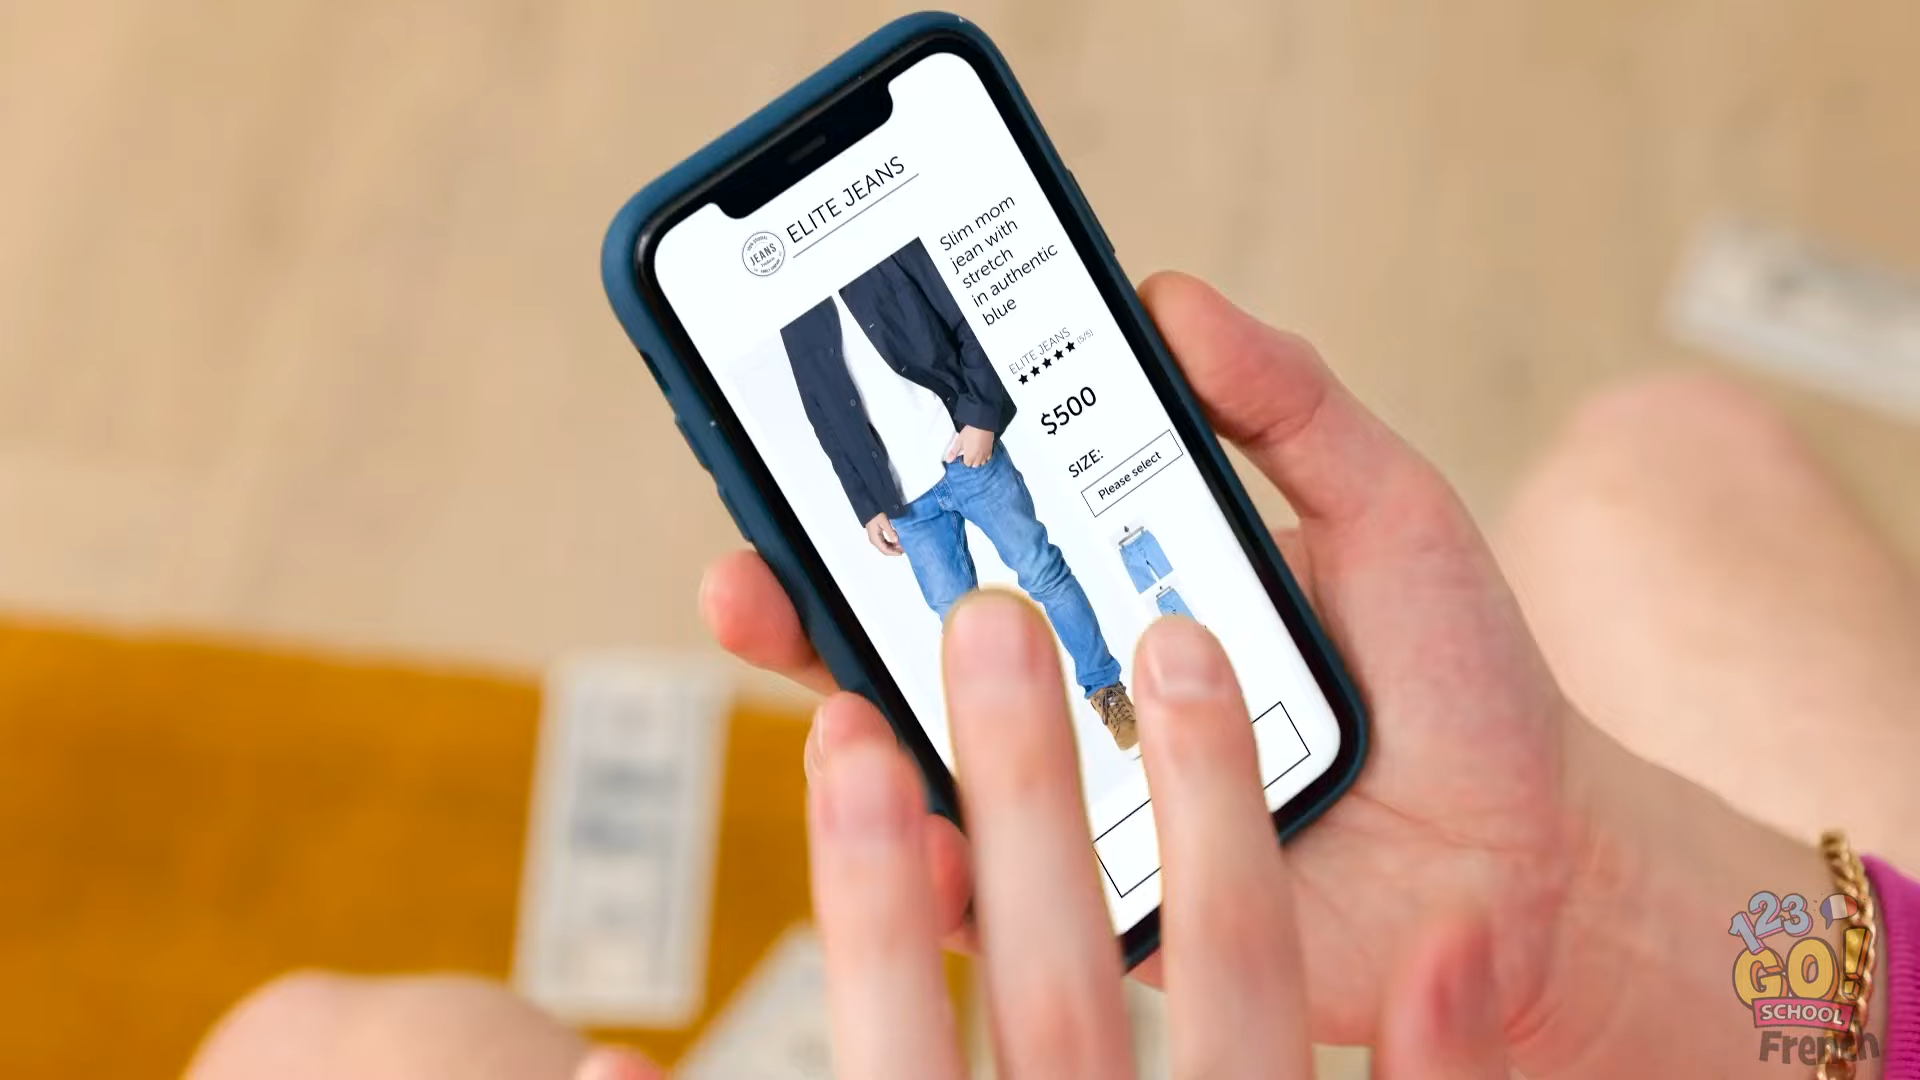 ELITE JEANS
JEANS
Slim mom
jean with
stretch
in authentic
blue
ELITE JEANS
★★★★★ (5/5)
$500
SIZE:
Please select
123
GO!
SCHOOL
French